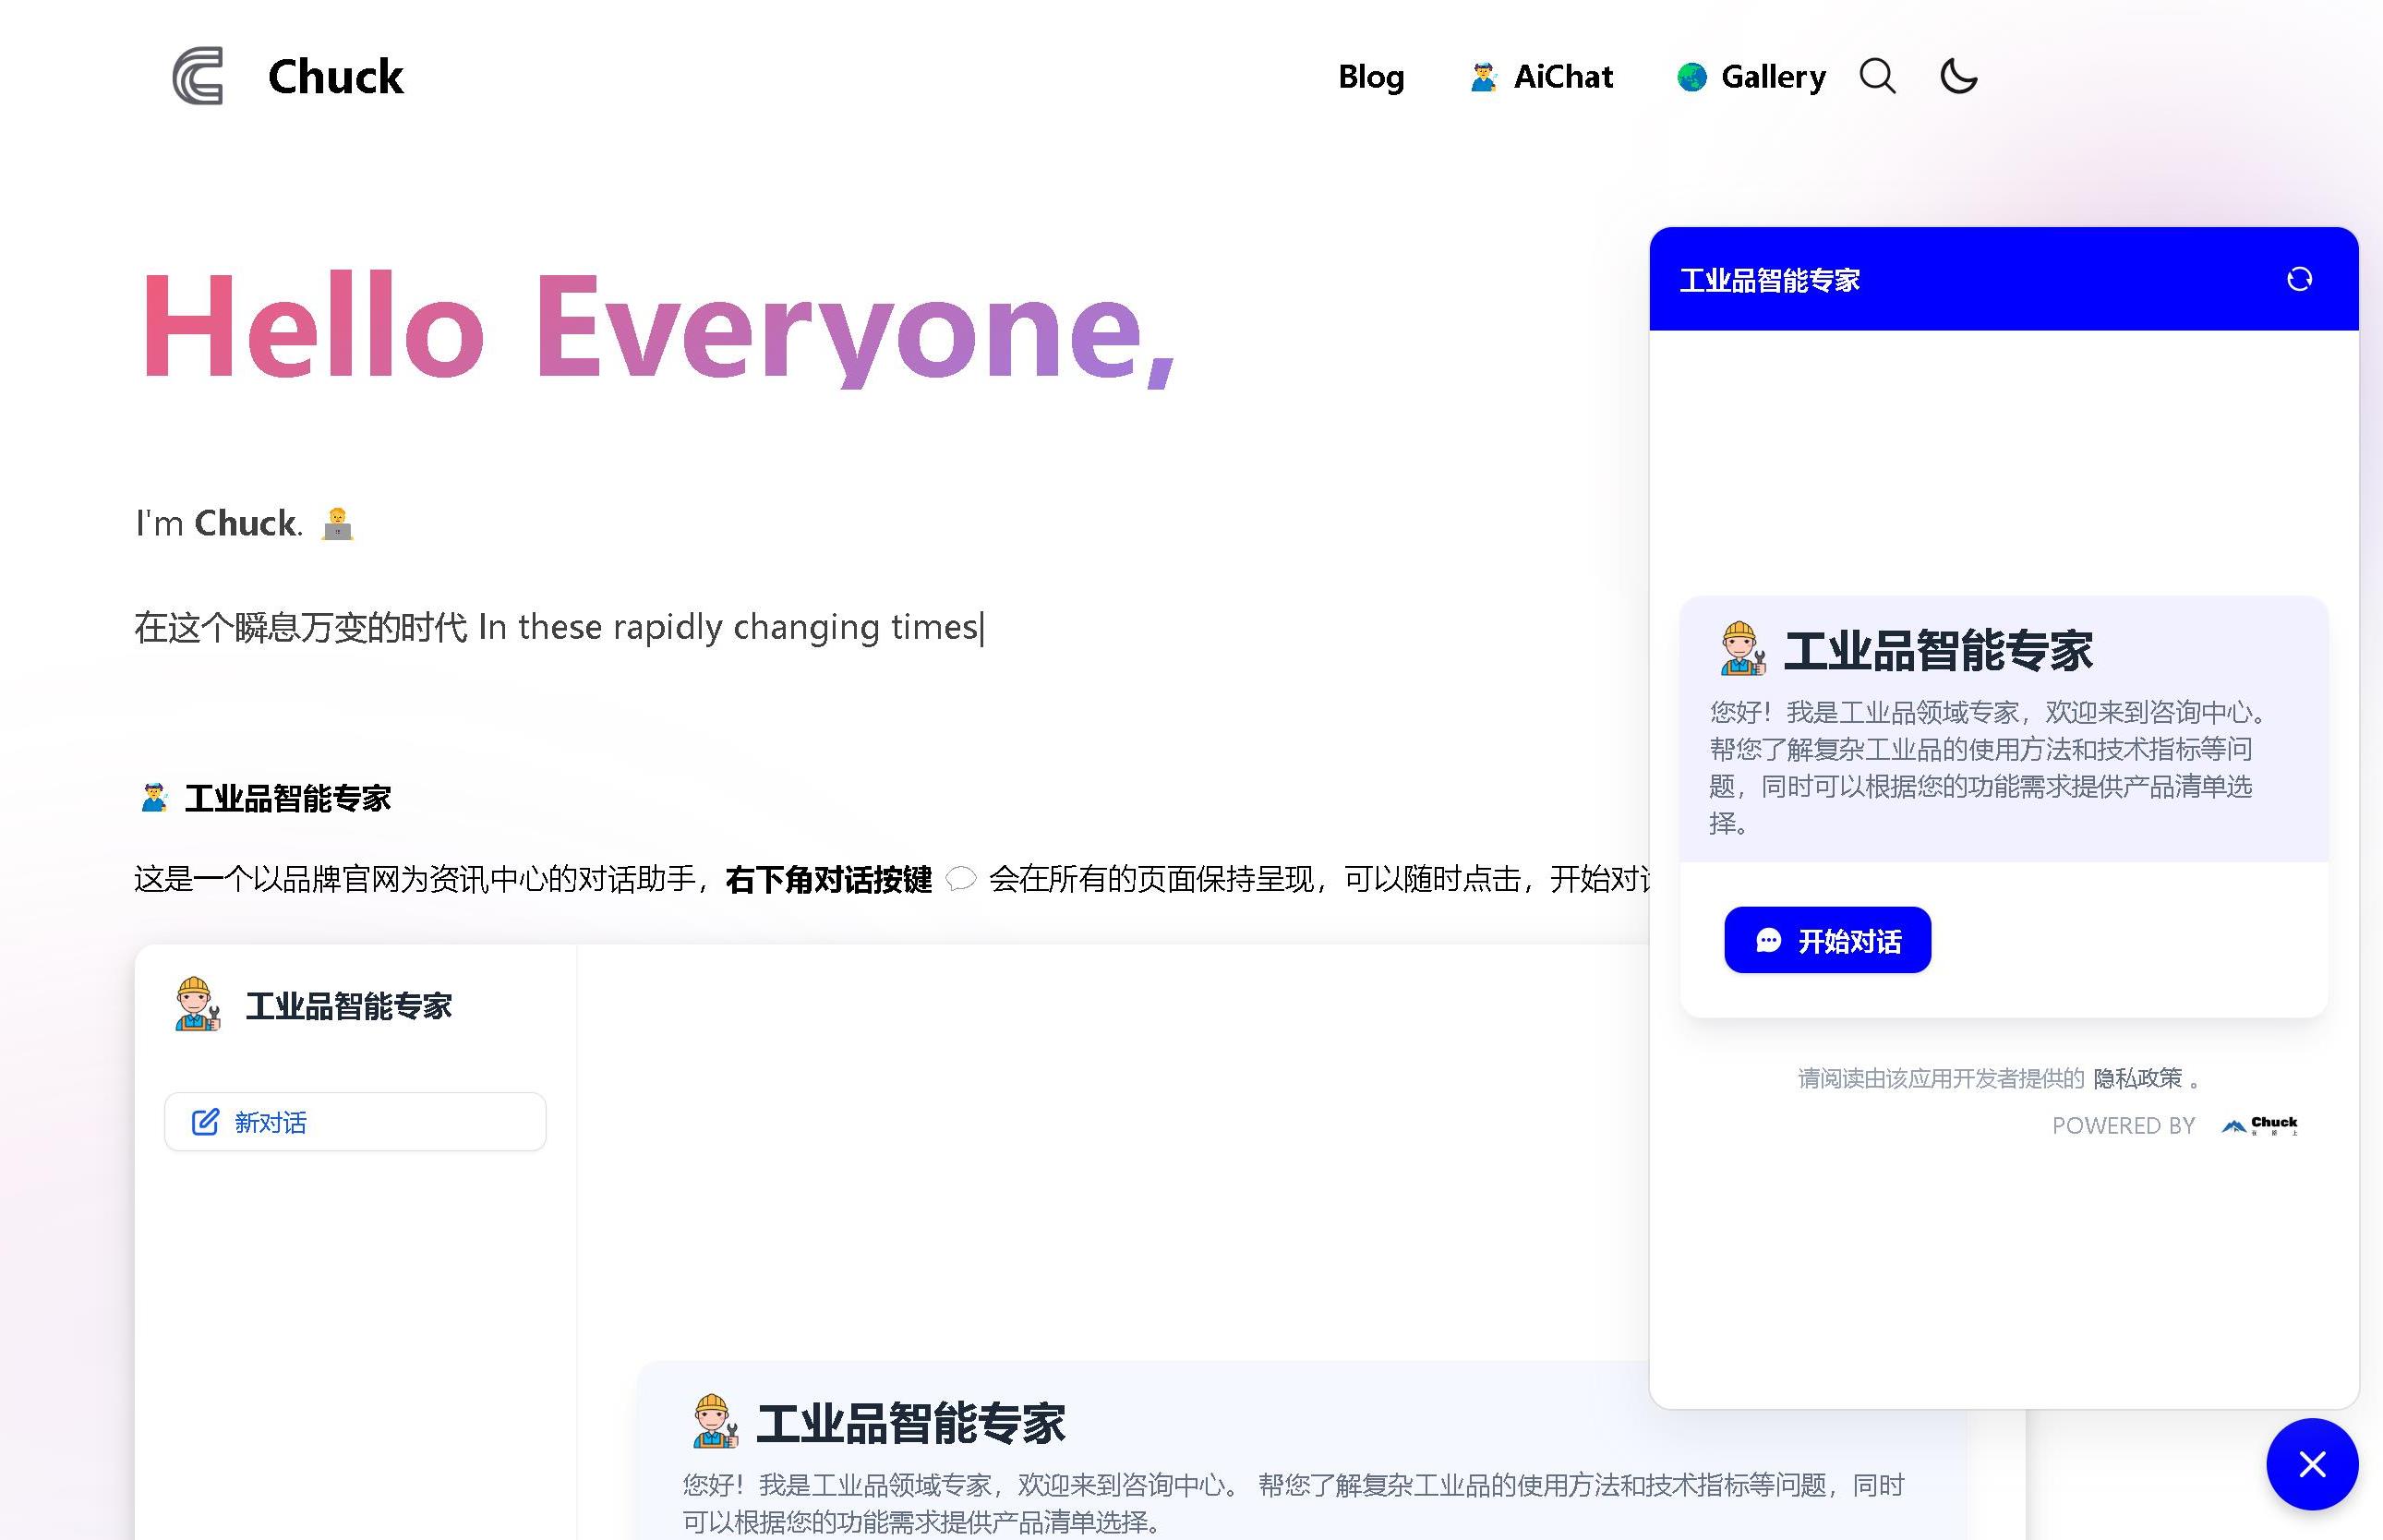 Chuck
Blog
AiChat
Gallery
Hello Everyone,
I'm Chuck.
在这个瞬息万变的时代 In these rapidly changing times
工业品智能专家
这是一个以品牌官网为资讯中心的对话助手，右下角对话按键 会在所有的页面保持呈现，可以随时点击，开始对
工业品智能专家
新对话
工业品智能专家
您好！我是工业品领域专家，欢迎来到咨询中心。 帮您了解复杂工业品的使用方法和技术指标等问题，同时
可以根据您的功能需求提供产品清单选择。
工业品智能专家
工业品智能专家
您好！我是工业品领域专家，欢迎来到咨询中心。
帮您了解复杂工业品的使用方法和技术指标等问
题，同时可以根据您的功能需求提供产品清单选
择。
开始对话
请阅读由该应用开发者提供的 隐私政策 。
POWERED BY
Chuck